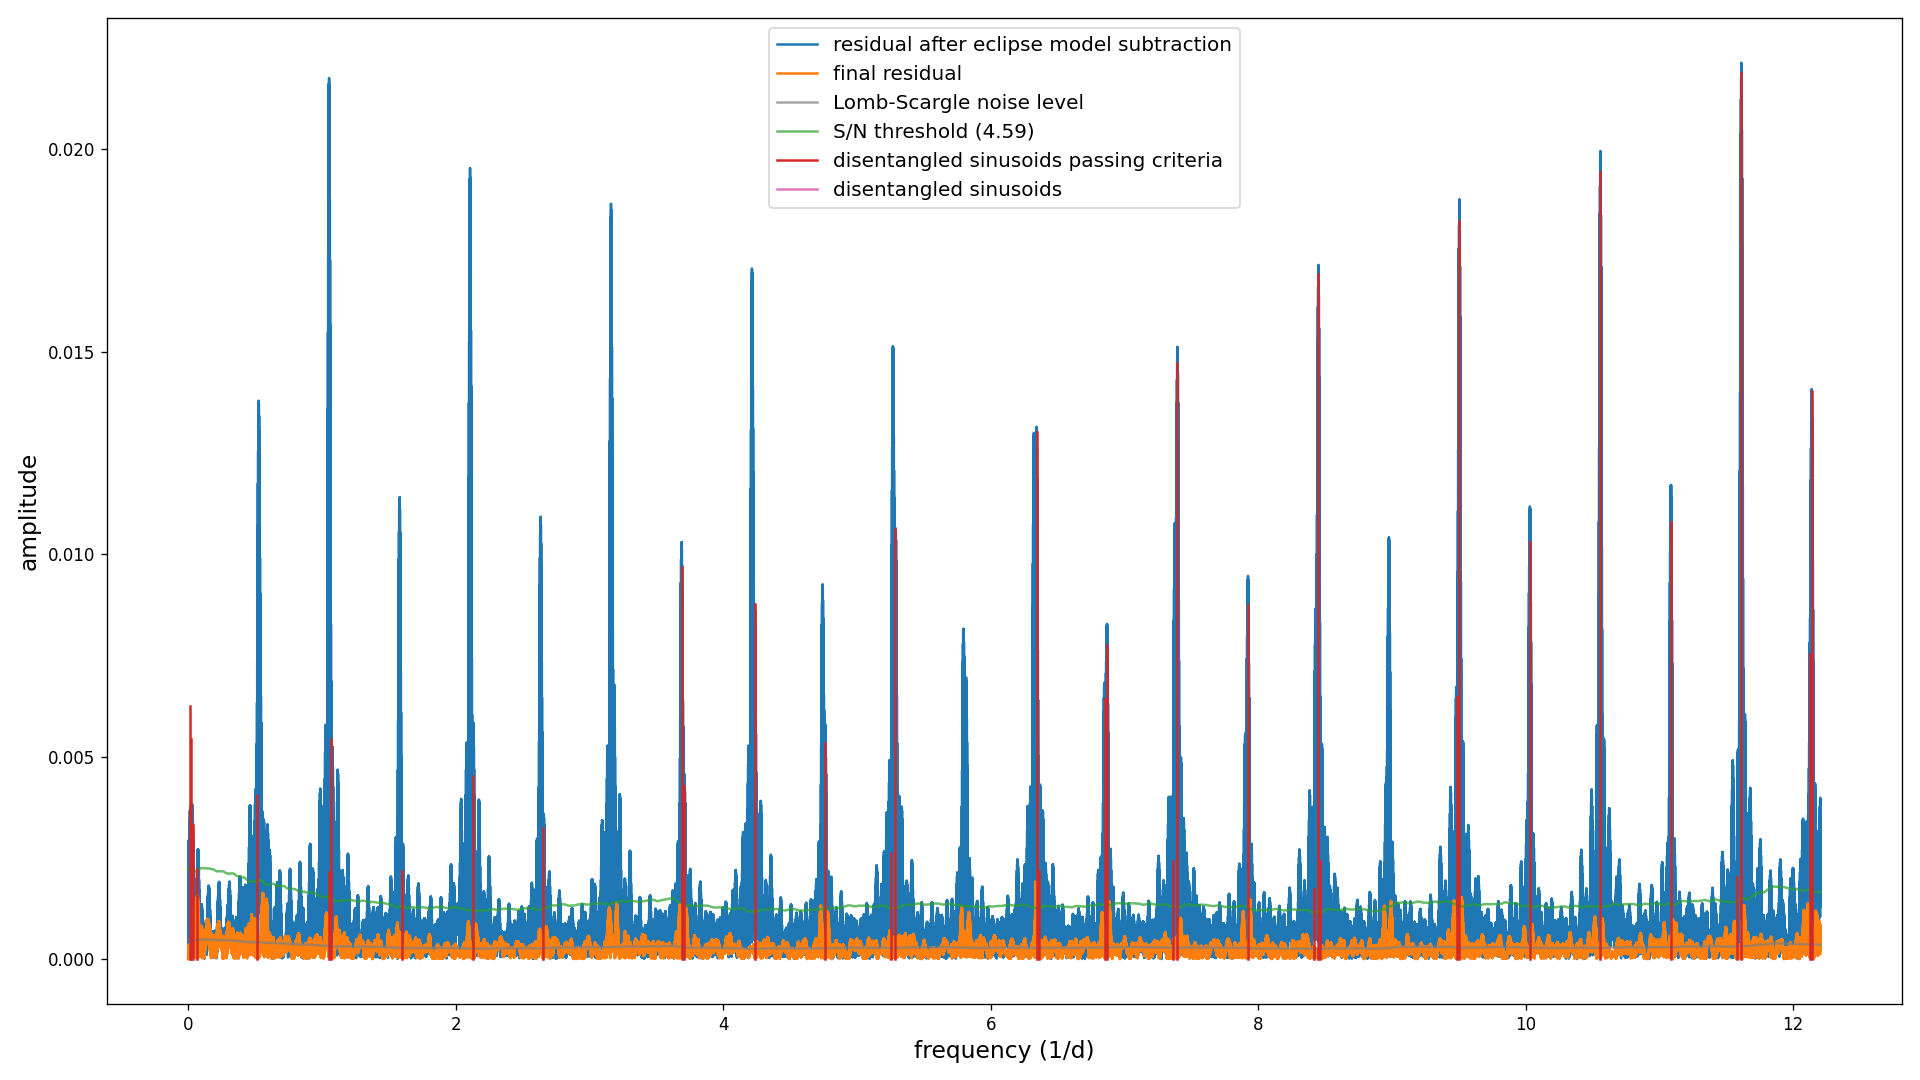 residual after eclipse model subtraction
final residual
Lomb-Scargle noise level
S/N threshold (4.59)
disentangled sinusoids passing criteria
disentangled sinusoids
0.020
0.015
0.010
0.005
0.000
amplitude
0 2 4 6 8 10 12
frequency (1/d)